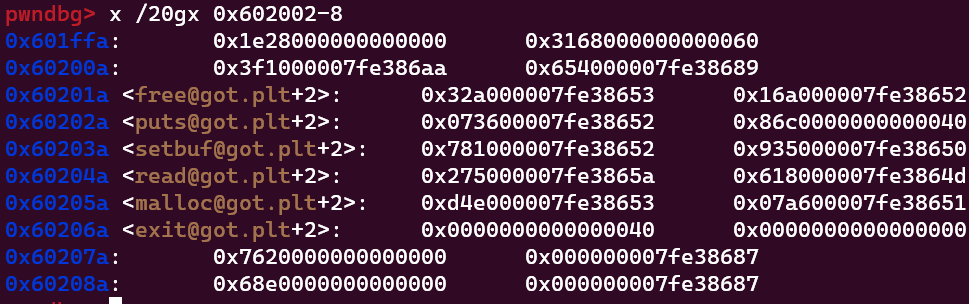 pwndbg> x /20gx 0x602002-8
0x601ffa: 0x1e28000000000000 0x3168000000000060
0x60200a: 0x3f1000007fe386aa 0x654000007fe38689
0x60201a <free@got.plt+2>: 0x32a000007fe38653 0x16a000007fe38652
0x60202a <puts@got.plt+2>: 0x073600007fe38652 0x86c0000000000040
0x60203a <setbuf@got.plt+2>: 0x781000007fe38652 0x935000007fe38650
0x60204a <read@got.plt+2>: 0x275000007fe3865a 0x618000007fe3864d
0x60205a <malloc@got.plt+2>: 0xd4e000007fe38653 0x07a600007fe38651
0x60206a <exit@got.plt+2>: 0x0000000000000040 0x0000000000000000
0x60207a: 0x7620000000000000 0x000000007fe38687
0x60208a: 0x68e0000000000000 0x000000007fe38687